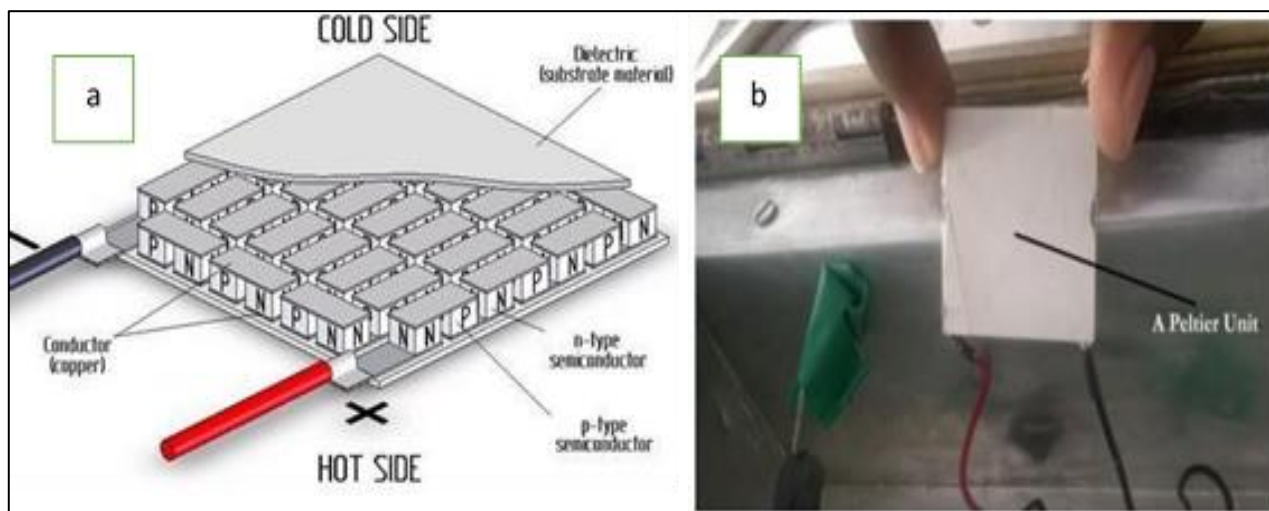 COLD SIDE
a
Dielectric
(substrate material)
P
N
P
N
P
N
N
N
P
N
P
N
P
N
Conductor
(copper)
n-type
semiconductor
p-type
semiconductor
HOT SIDE
b
A Peltier Unit